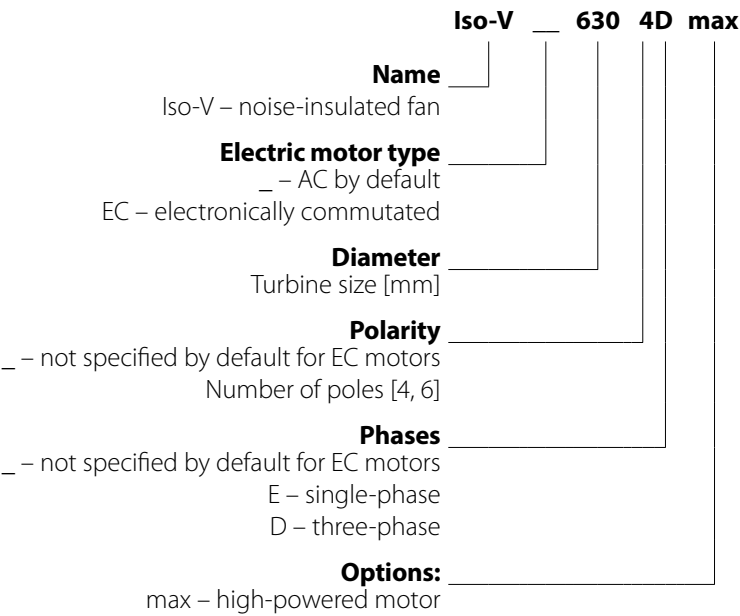 Iso-V __ 630 4D max
Name
Iso-V – noise-insulated fan
Electric motor type
_ – AC by default
EC – electronically commutated
Diameter
Turbine size [mm]
Polarity
_ – not specified by default for EC motors
Number of poles [4, 6]
Phases
_ – not specified by default for EC motors
E – single-phase
D – three-phase
Options:
max – high-powered motor